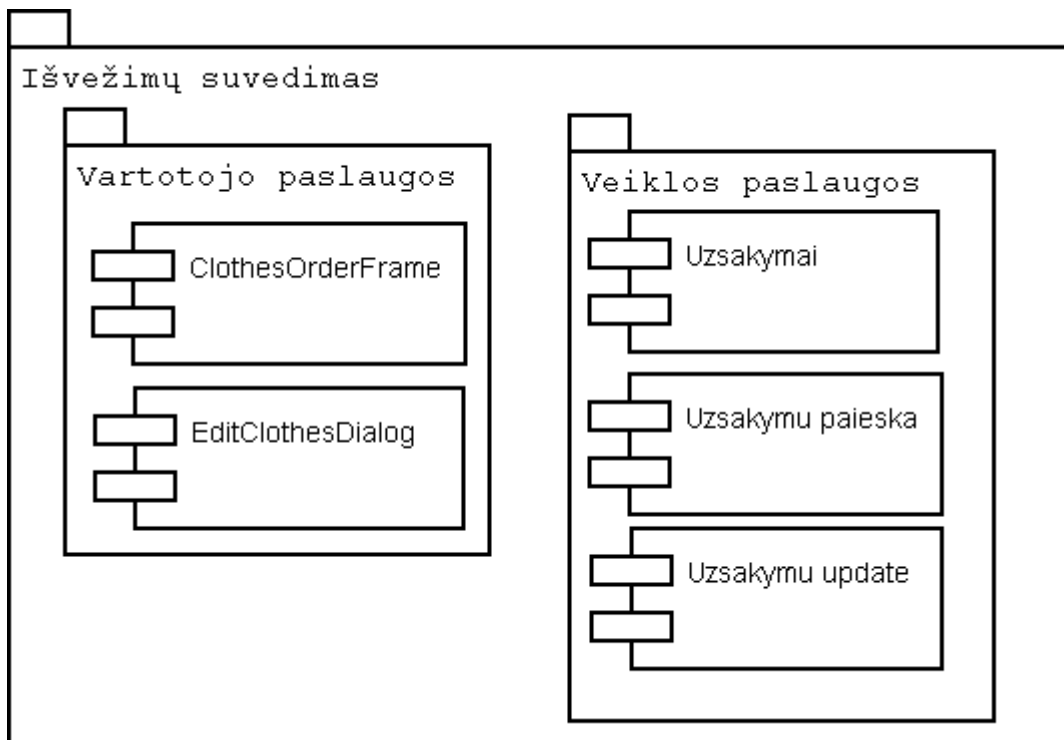 Išvežimų suvedimas
Vartotojo paslaugos
ClothesOrderFrame
EditClothesDialog
Veiklos paslaugos
Uzsakymai
Uzsakymu paieska
Uzsakymu update